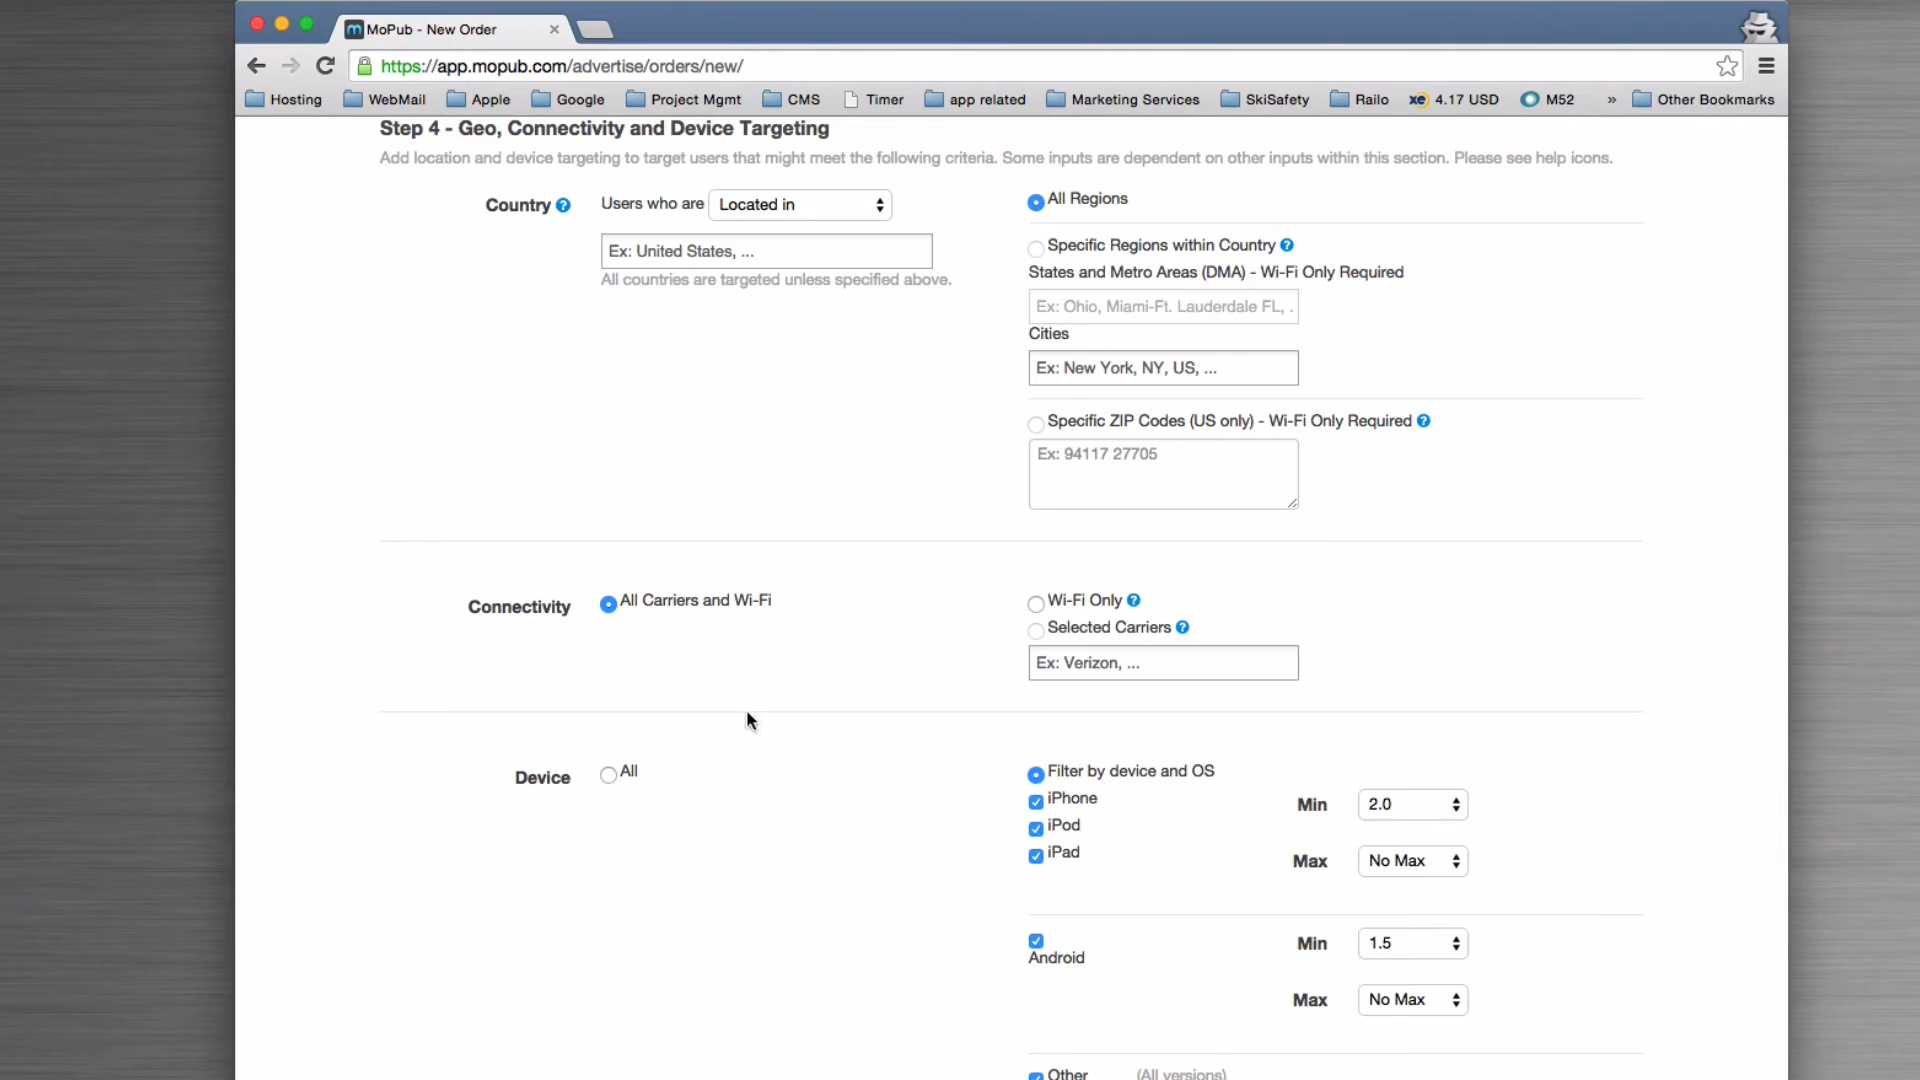 MoPub - New Order
https://app.mopub.com/advertise/orders/new/
Hosting WebMail Apple Google Project Mgmt CMS Timer app related Marketing Services SkiSafety Railo xe 4.17 USD M52 » Other Bookmarks
Step 4 - Geo, Connectivity and Device Targeting
Add location and device targeting to target users that might meet the following criteria. Some inputs are dependent on other inputs within this section. Please see help icons.
Country ? Users who are Located in
Ex: United States, ...
All countries are targeted unless specified above.
All Regions
Specific Regions within Country ?
States and Metro Areas (DMA) - Wi-Fi Only Required
Ex: Ohio, Miami-Ft. Lauderdale FL, .
Cities
Ex: New York, NY, US, ...
Specific ZIP Codes (US only) - Wi-Fi Only Required ?
Ex: 94117 27705
Connectivity All Carriers and Wi-Fi
Wi-Fi Only ?
Selected Carriers ?
Ex: Verizon, ...
Device All
Filter by device and OS
iPhone
iPod
iPad
Min 2.0
Max No Max
Android
Min 1.5
Max No Max
Other (All versions)